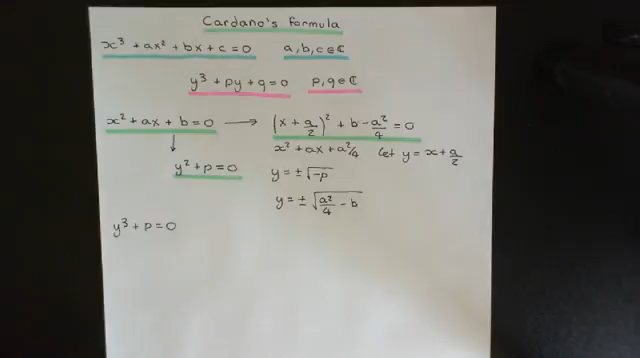 Cardano's Formula
x³ + ax² + bx + c = 0 a, b, c ∈ ℂ
y³ + py + q = 0 p, q ∈ ℂ
x² + ax + b = 0 ⟶ (x + a/2)² + b - a²/4 = 0
x² + ax + a²/4 Let y = x + a/2
↓
y² + p = 0 y = ± √-p
y = ± √(a²/4 - b)
y³ + p = 0